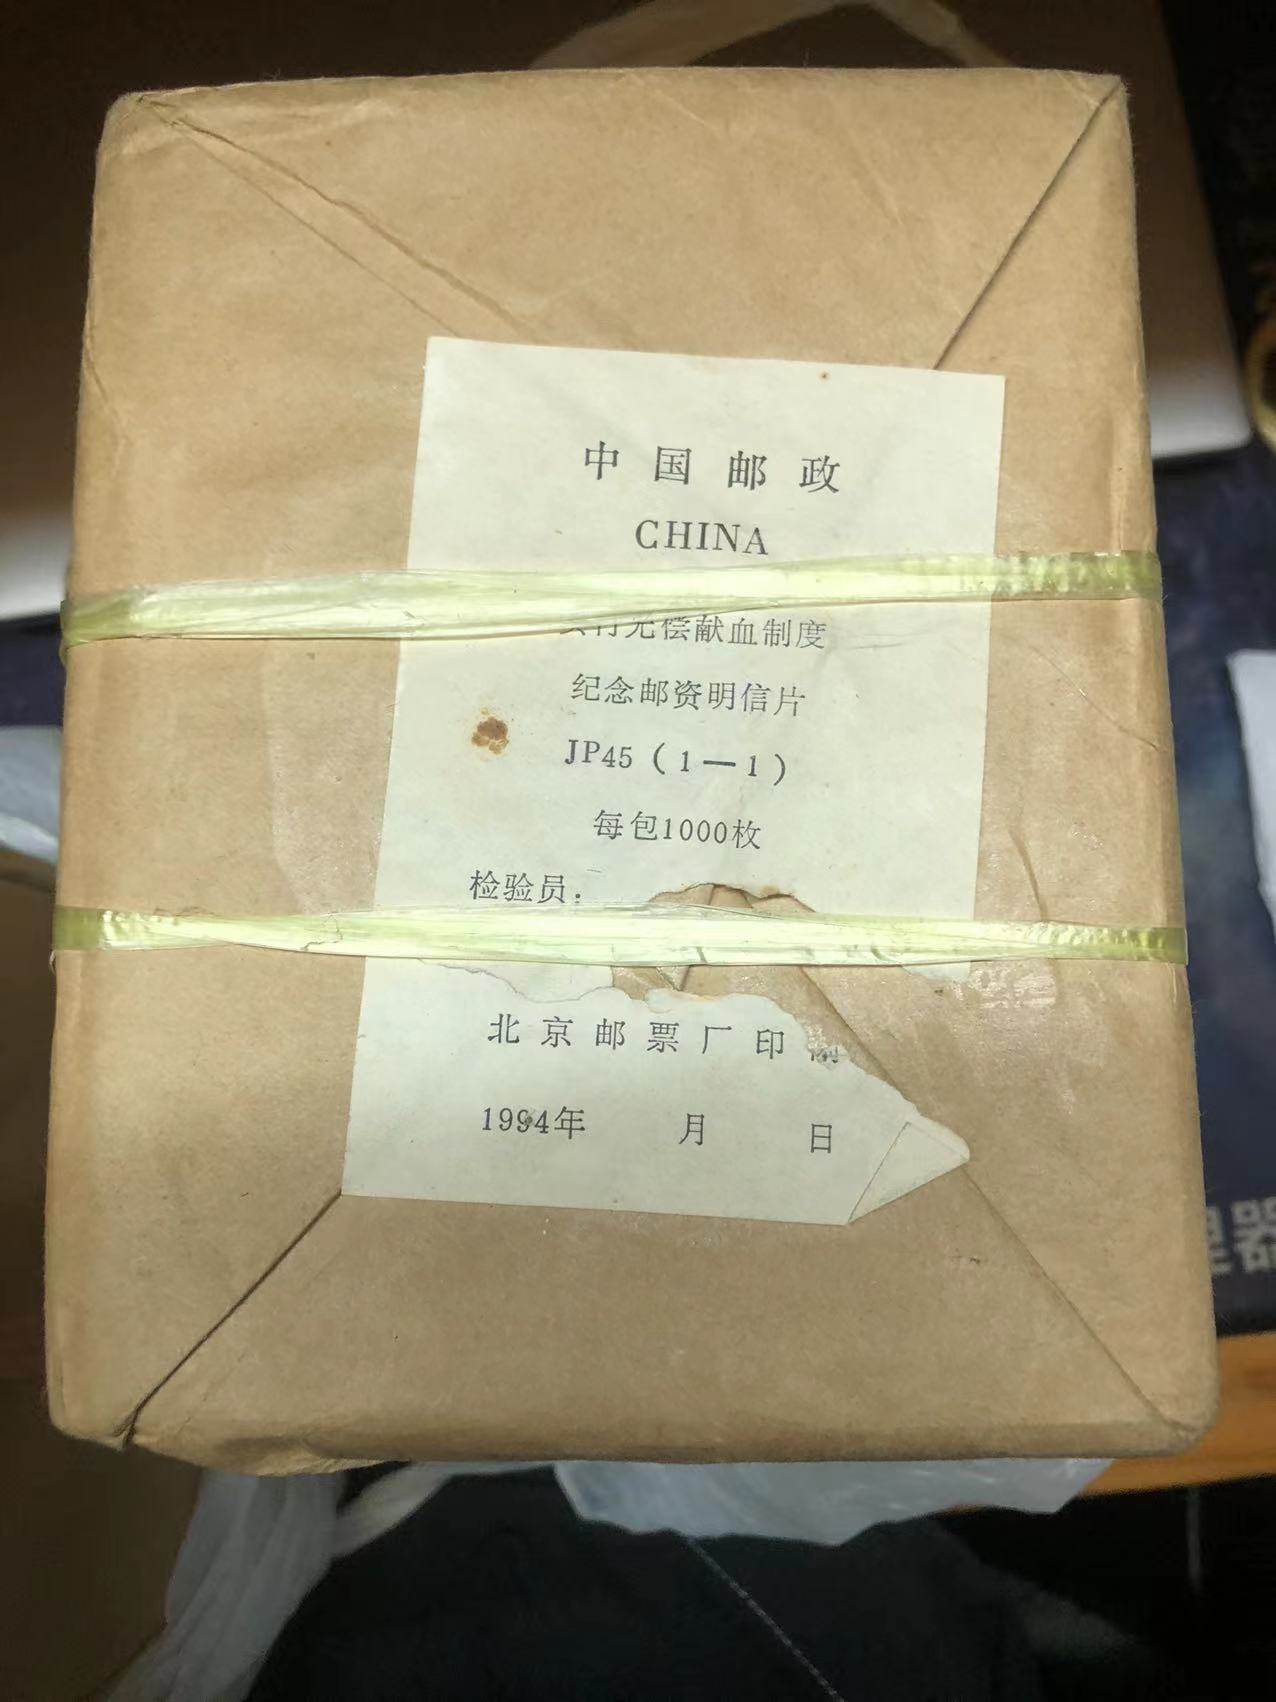 中国邮政
CHINA
无偿献血制度
纪念邮资明信片
JP45（1—1）
每包1000枚
检验员：
北京邮票厂印
1994年 月 日
器